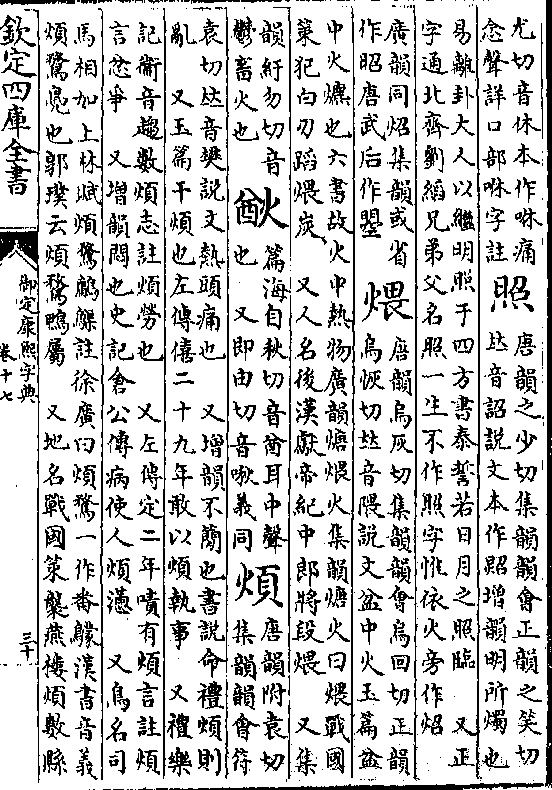 尤切音休本作咻痛
悆聲詳口部咻字註
照
唐韻之少切集韻韻會正韻之笑切
𠀤音詔說文本作炤增韻明所燭也
易離卦大人以繼明照于四方書泰誓若日月之照臨　又正
字通北齊劉縚兄弟父名照一生不作照字惟依火旁作炤
廣韻同炤集韻或省
作昭唐武后作曌
煨
唐韻烏灰切集韻韻會烏回切正韻
烏恢切𠀤音隈說文盆中火玉篇盆
中火爊也六書故火中熱物廣韻煻煨火集韻煻火曰煨戰國
策犯白刃蹈煨炭　又人名後漢獻帝紀中郎將段煨　又集
韻紆勿切音
鬱畜火也
篇海自秋切音酋耳中聲
也　又即由切音啾義同
煩
唐韻附袁切
集韻韻會符
袁切𠀤音樊說文熱頭痛也　又增韻不簡也書說命禮煩則
亂　又玉篇干煩也左傳僖二十九年敢以煩執事　又禮樂
記衞音趨數煩志註煩勞也　又左傳定二年嘖有煩言註煩
言忿爭　又增韻悶也史記倉公傳病使人煩懣　又鳥名司
馬相加上林賦煩鶩鷛䴀註徐廣曰煩鶩一作番䴌漢書音義
煩鶩鳧也郭璞云煩鶩鴨屬　又地名戰國策襲燕樓煩數縣
欽定四庫全書
御定康熙字典
卷十七
三十